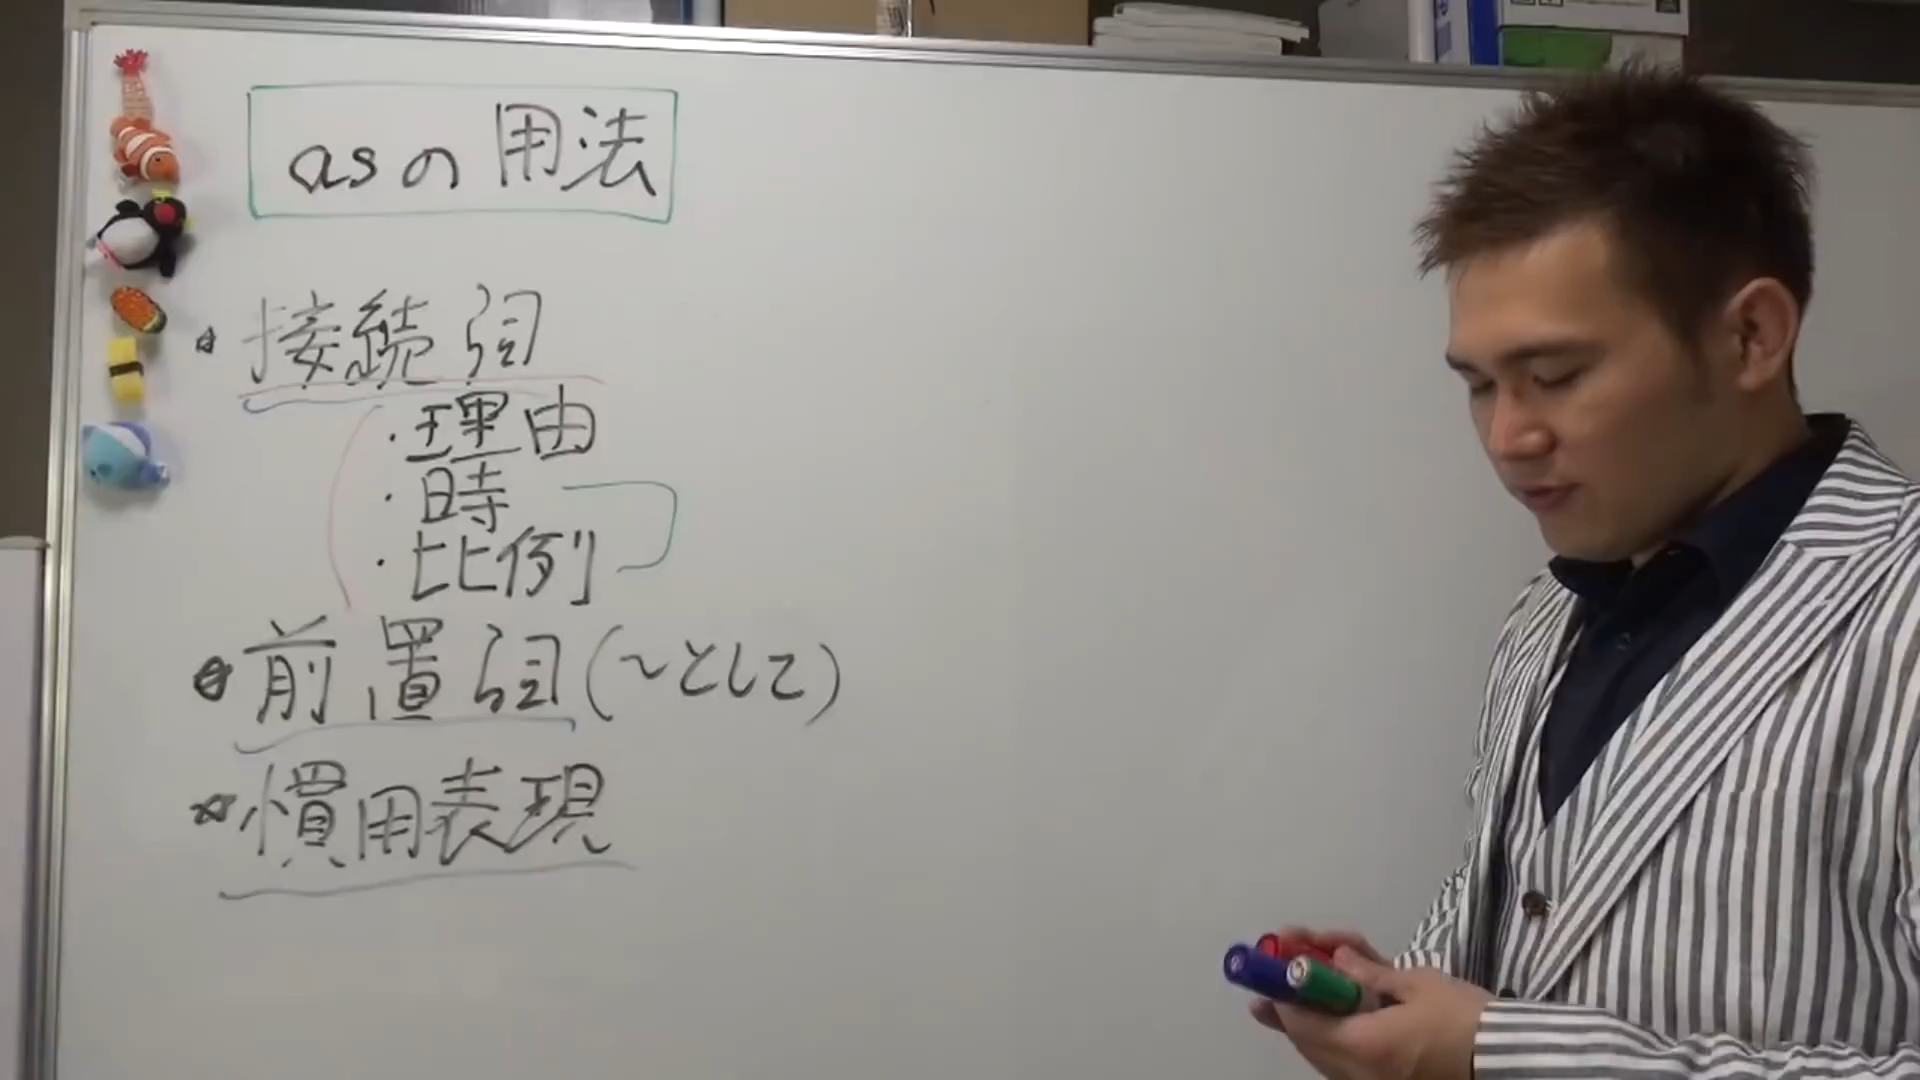 asの用法
☆接続詞
・理由
・時
・比例
☆前置詞(〜として)
☆慣用表現